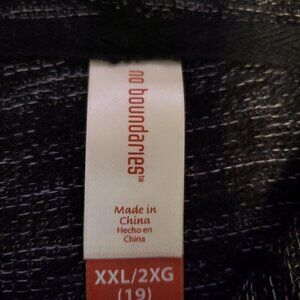 no boundaries
Made in
China
Hecho en
China
XXL/2XG
(19)